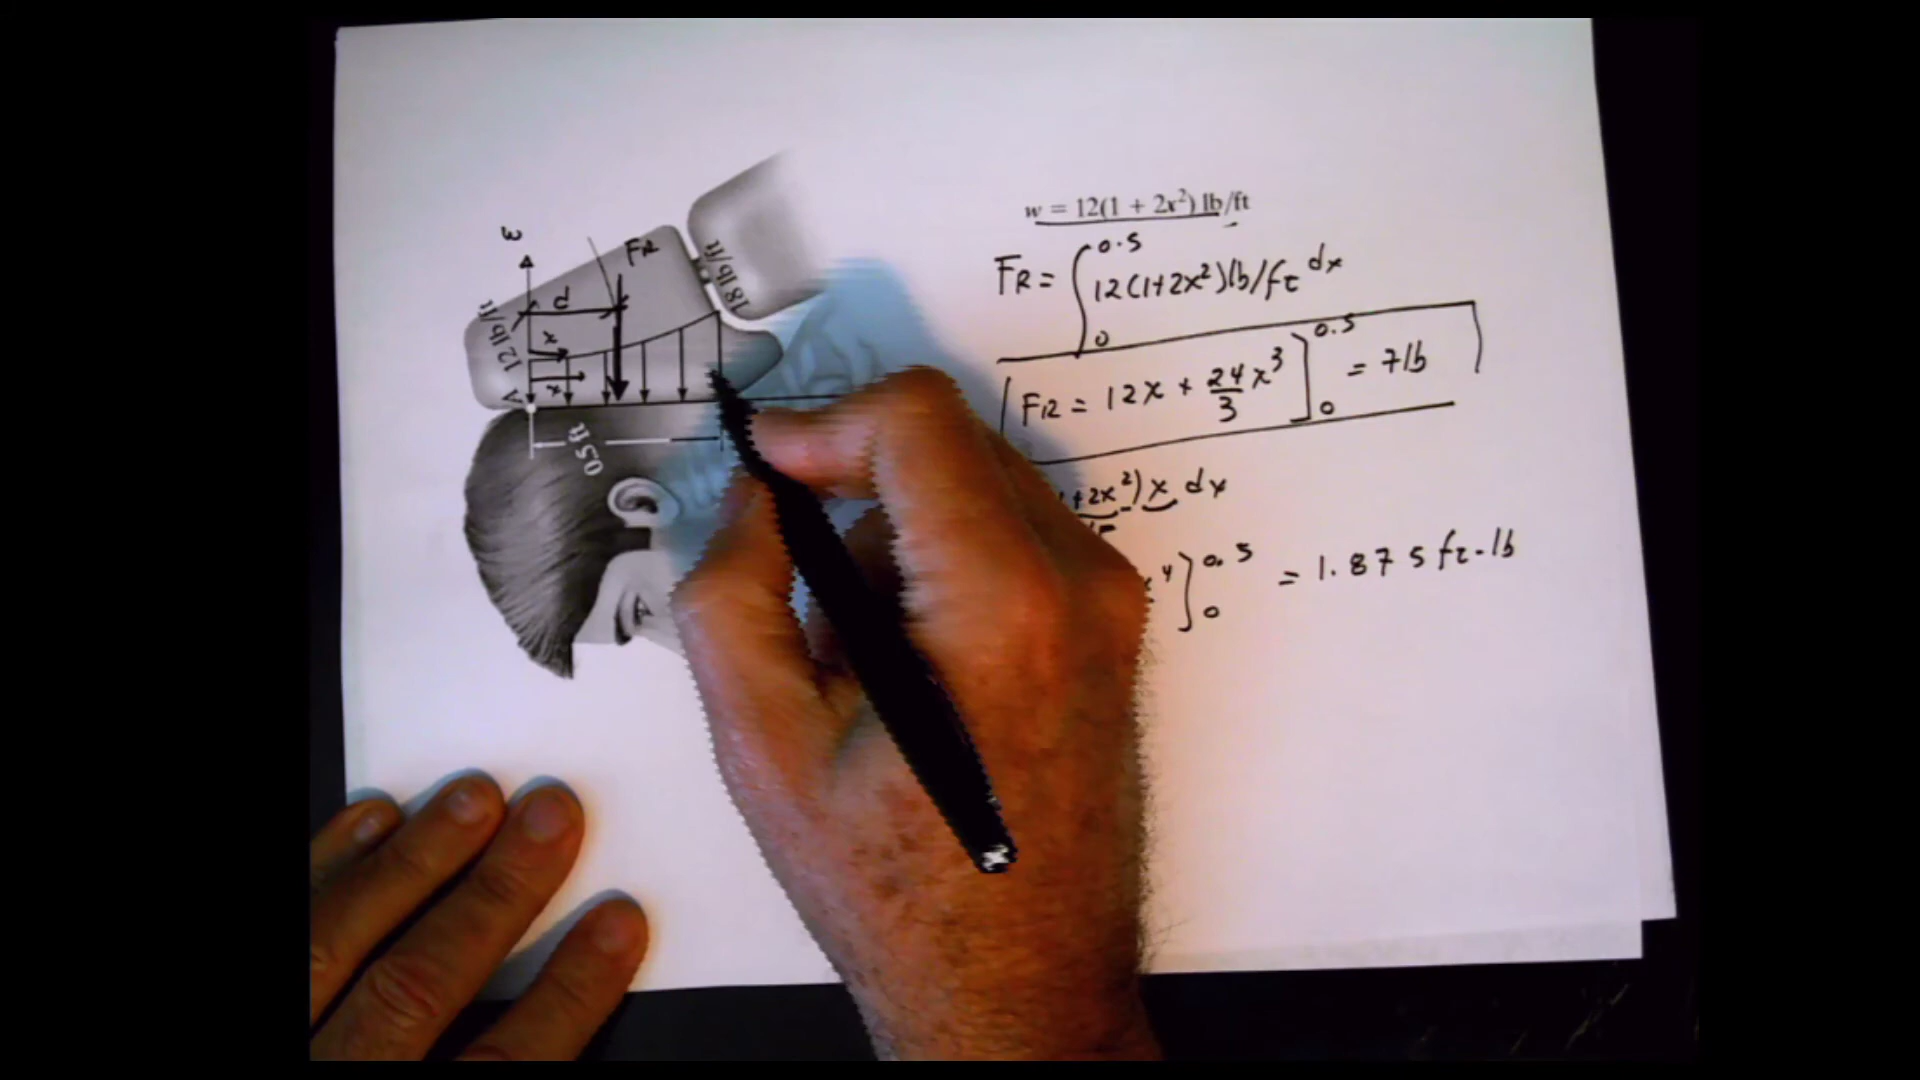 w = 12(1 + 2x²) lb/ft
FR = ∫₀^0.5 12(1+2x²) lb/ft dx
FR = 12x + 24/3 x³ ]₀^0.5 = 7 lb
+2x²) x dx
x⁴ ]₀^0.5 = 1.875 ft-lb
ω
FR
18 lb/ft
d
12 lb/ft
x
x
A
0.5 ft